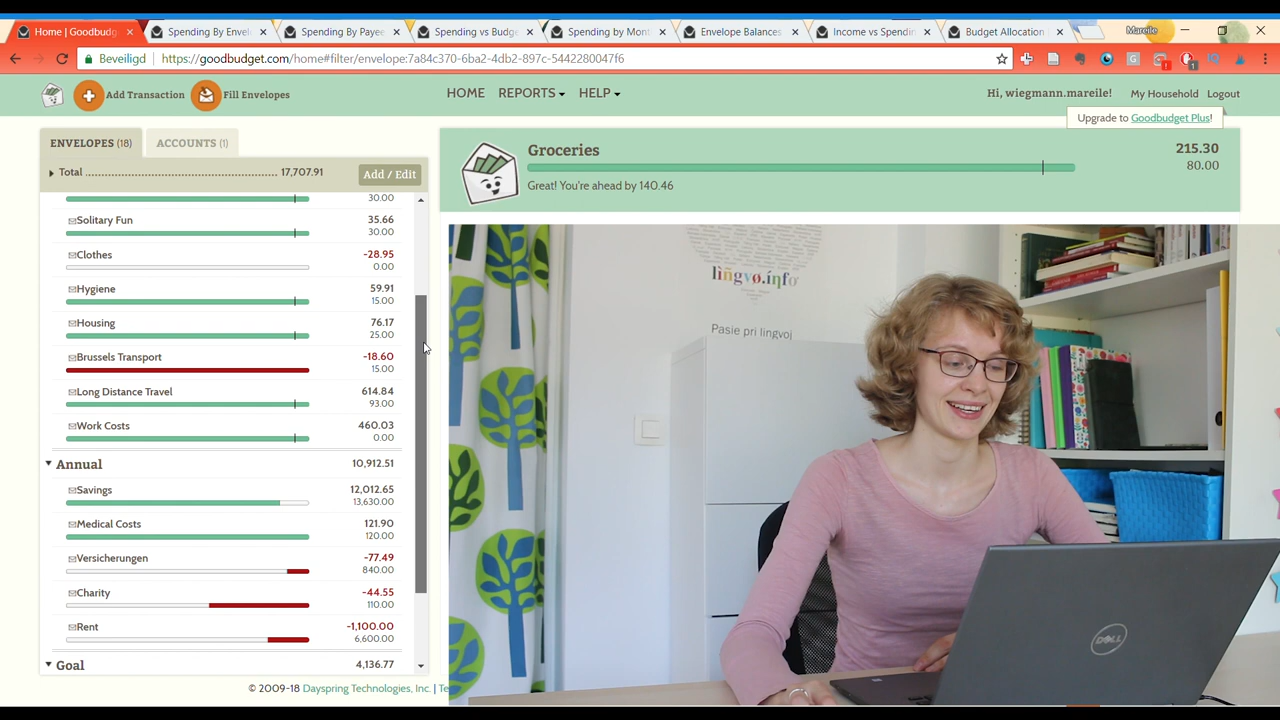 Home | Goodbudg
Spending By Envel
Spending By Payee
Spending vs Budge
Spending by Mont
Envelope Balances
Income vs Spendin
Budget Allocation
Mareile
Beveiligd
https://goodbudget.com/home#filter/envelope:7a84c370-6ba2-4db2-897c-5442280047f6
Add Transaction
Fill Envelopes
HOME REPORTS HELP
Hi, wiegmann.mareile! My Household Logout
Upgrade to Goodbudget Plus!
ENVELOPES (18) ACCOUNTS (1)
Total 17,707.91
Add / Edit
30.00
Solitary Fun 35.66
30.00
Clothes -28.95
0.00
Hygiene 59.91
15.00
Housing 76.17
25.00
Brussels Transport -18.60
15.00
Long Distance Travel 614.84
93.00
Work Costs 460.03
0.00
Annual 10,912.51
Savings 12,012.65
13,630.00
Medical Costs 121.90
120.00
Versicherungen -77.49
840.00
Charity -44.55
110.00
Rent -1,100.00
6,600.00
Goal 4,136.77
© 2009-18 Dayspring Technologies, Inc. | Te
Groceries 215.30
80.00
Great! You're ahead by 140.46
lingvo.info
Pasie pri lingvoj
DELL